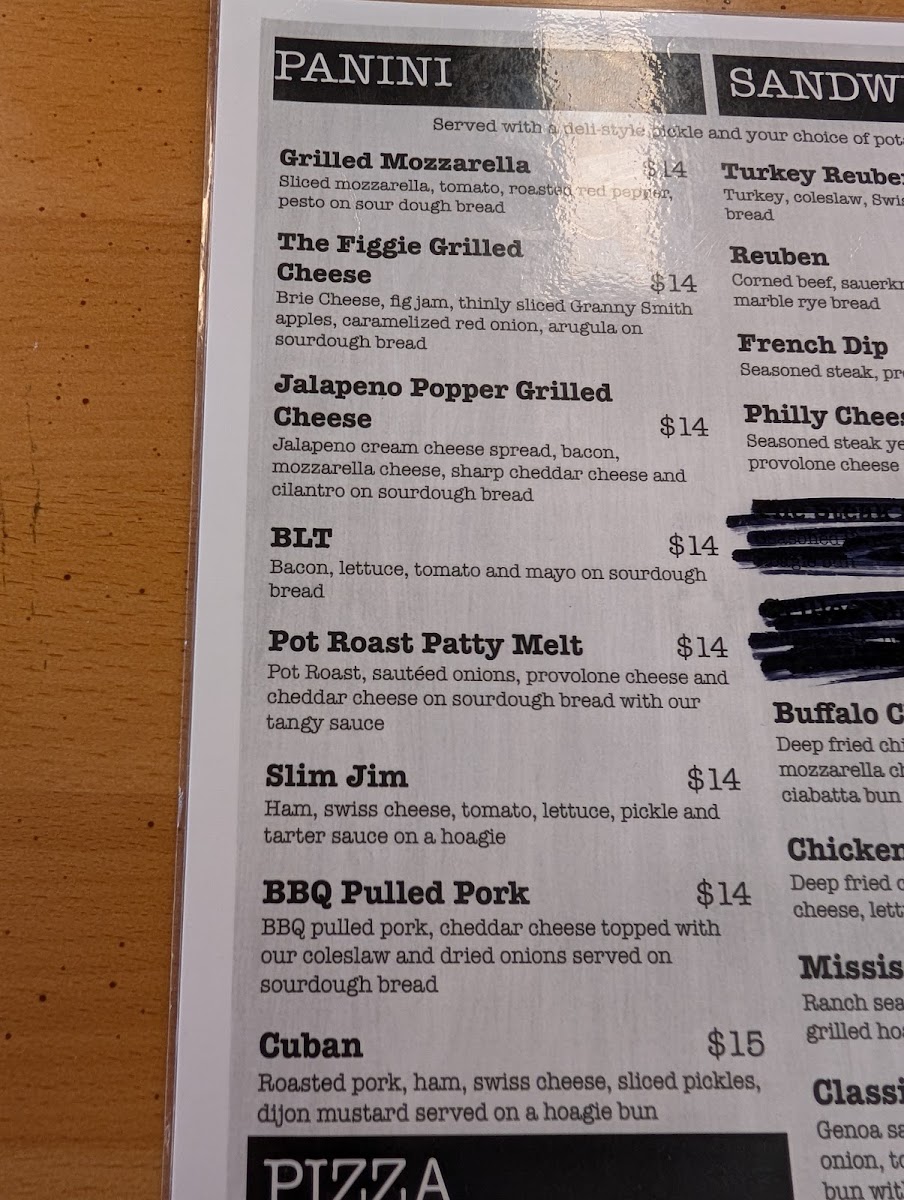 PANINI
Served with a deli-style pickle and your choice of
Grilled Mozzarella $14
Sliced mozzarella, tomato, roasted red pepper,
pesto on sour dough bread
The Figgie Grilled
Cheese $14
Brie Cheese, fig jam, thinly sliced Granny Smith
apples, caramelized red onion, arugula on
sourdough bread
Jalapeno Popper Grilled
Cheese $14
Jalapeno cream cheese spread, bacon,
mozzarella cheese, sharp cheddar cheese and
cilantro on sourdough bread
BLT $14
Bacon, lettuce, tomato and mayo on sourdough
bread
Pot Roast Patty Melt $14
Pot Roast, sautéed onions, provolone cheese and
cheddar cheese on sourdough bread with our
tangy sauce
Slim Jim $14
Ham, swiss cheese, tomato, lettuce, pickle and
tarter sauce on a hoagie
BBQ Pulled Pork $14
BBQ pulled pork, cheddar cheese topped with
our coleslaw and dried onions served on
sourdough bread
Cuban $15
Roasted pork, ham, swiss cheese, sliced pickles,
dijon mustard served on a hoagie bun
PIZZA
SANDW
Turkey Reube
Turkey, coleslaw, Swis
bread
Reuben
Corned beef, sauerkr
marble rye bread
French Dip
Seasoned steak, pr
Philly Chees
Seasoned steak
provolone cheese
Buffalo C
Deep fried chi
mozzarella ch
ciabatta bun
Chicken
Deep fried c
cheese, lett
Missis
Ranch sea
grilled ho
Classi
Genoa sa
onion, to
bun with